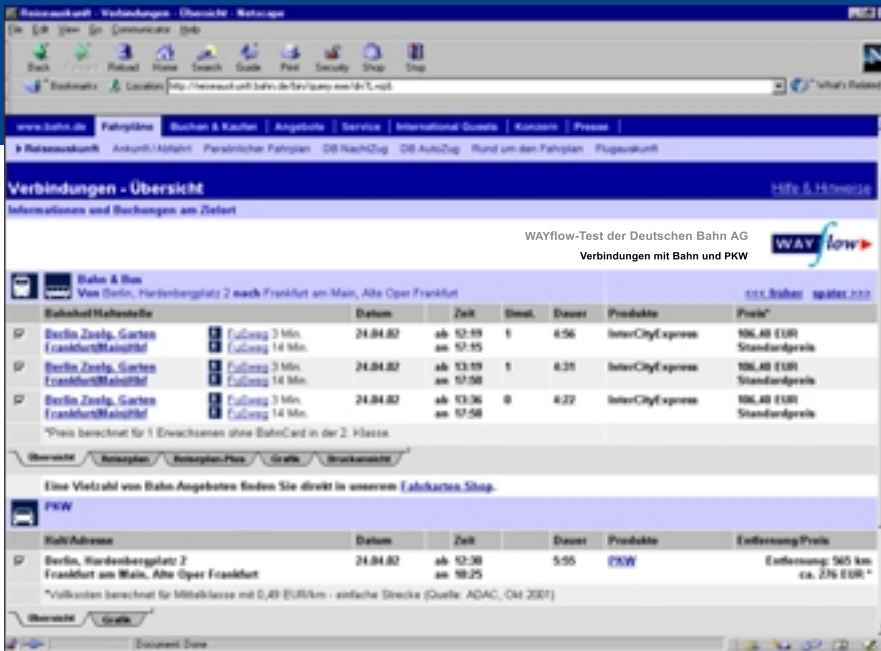 Reiseauskunft - Verbindungen - Übersicht - Netscape
File Edit View Go Communicator Help
Back Forward Reload Home Search Guide Print Security Shop Stop
Bookmarks Location: What's Related
www.bahn.de Fahrpläne Buchen & Kaufen Angebote Service International Guests Konzern Presse
Reiseauskunft Ankunft/Abfahrt Persönlicher Fahrplan DB NachtZug DB AutoZug Rund um den Fahrplan Flugauskunft
Verbindungen - Übersicht Hilfe & Hinweise
Informationen und Buchungen am Zielort
WAYflow-Test der Deutschen Bahn AG
Verbindungen mit Bahn und PKW
WAY flow
Bahn & Bus
Von Berlin, Hardenbergplatz 2 nach Frankfurt am Main, Alte Oper Frankfurt <<< früher später >>>
Bahnhof/Haltestelle Datum Zeit Umst. Dauer Produkte Preis*
Berlin Zoolg. Garten Fußweg 3 Min. 24.04.02 ab 12:19 1 4:56 InterCityExpress 106,40 EUR
Frankfurt(Main)Hbf Fußweg 14 Min. an 17:15 Standardpreis
Berlin Zoolg. Garten Fußweg 3 Min. 24.04.02 ab 13:19 1 4:31 InterCityExpress 106,40 EUR
Frankfurt(Main)Hbf Fußweg 14 Min. an 17:50 Standardpreis
Berlin Zoolg. Garten Fußweg 3 Min. 24.04.02 ab 13:36 0 4:22 InterCityExpress 106,40 EUR
Frankfurt(Main)Hbf Fußweg 14 Min. an 17:58 Standardpreis
*Preis berechnet für 1 Erwachsenen ohne BahnCard in der 2. Klasse.
Übersicht Reiseplan Reiseplan-Plus Grafik Druckansicht
Eine Vielzahl von Bahn-Angeboten finden Sie direkt in unserem Fahrkarten-Shop.
PKW
Halt/Adresse Datum Zeit Dauer Produkte Entfernung/Preis
Berlin, Hardenbergplatz 2 24.04.02 ab 12:30 5:55 PKW Entfernung: 565 km
Frankfurt am Main, Alte Oper Frankfurt an 18:25 ca. 276 EUR *
*Vollkosten berechnet für Mittelklasse mit 0,49 EUR/km - einfache Strecke (Quelle: ADAC, Okt 2001)
Übersicht Grafik
Document: Done